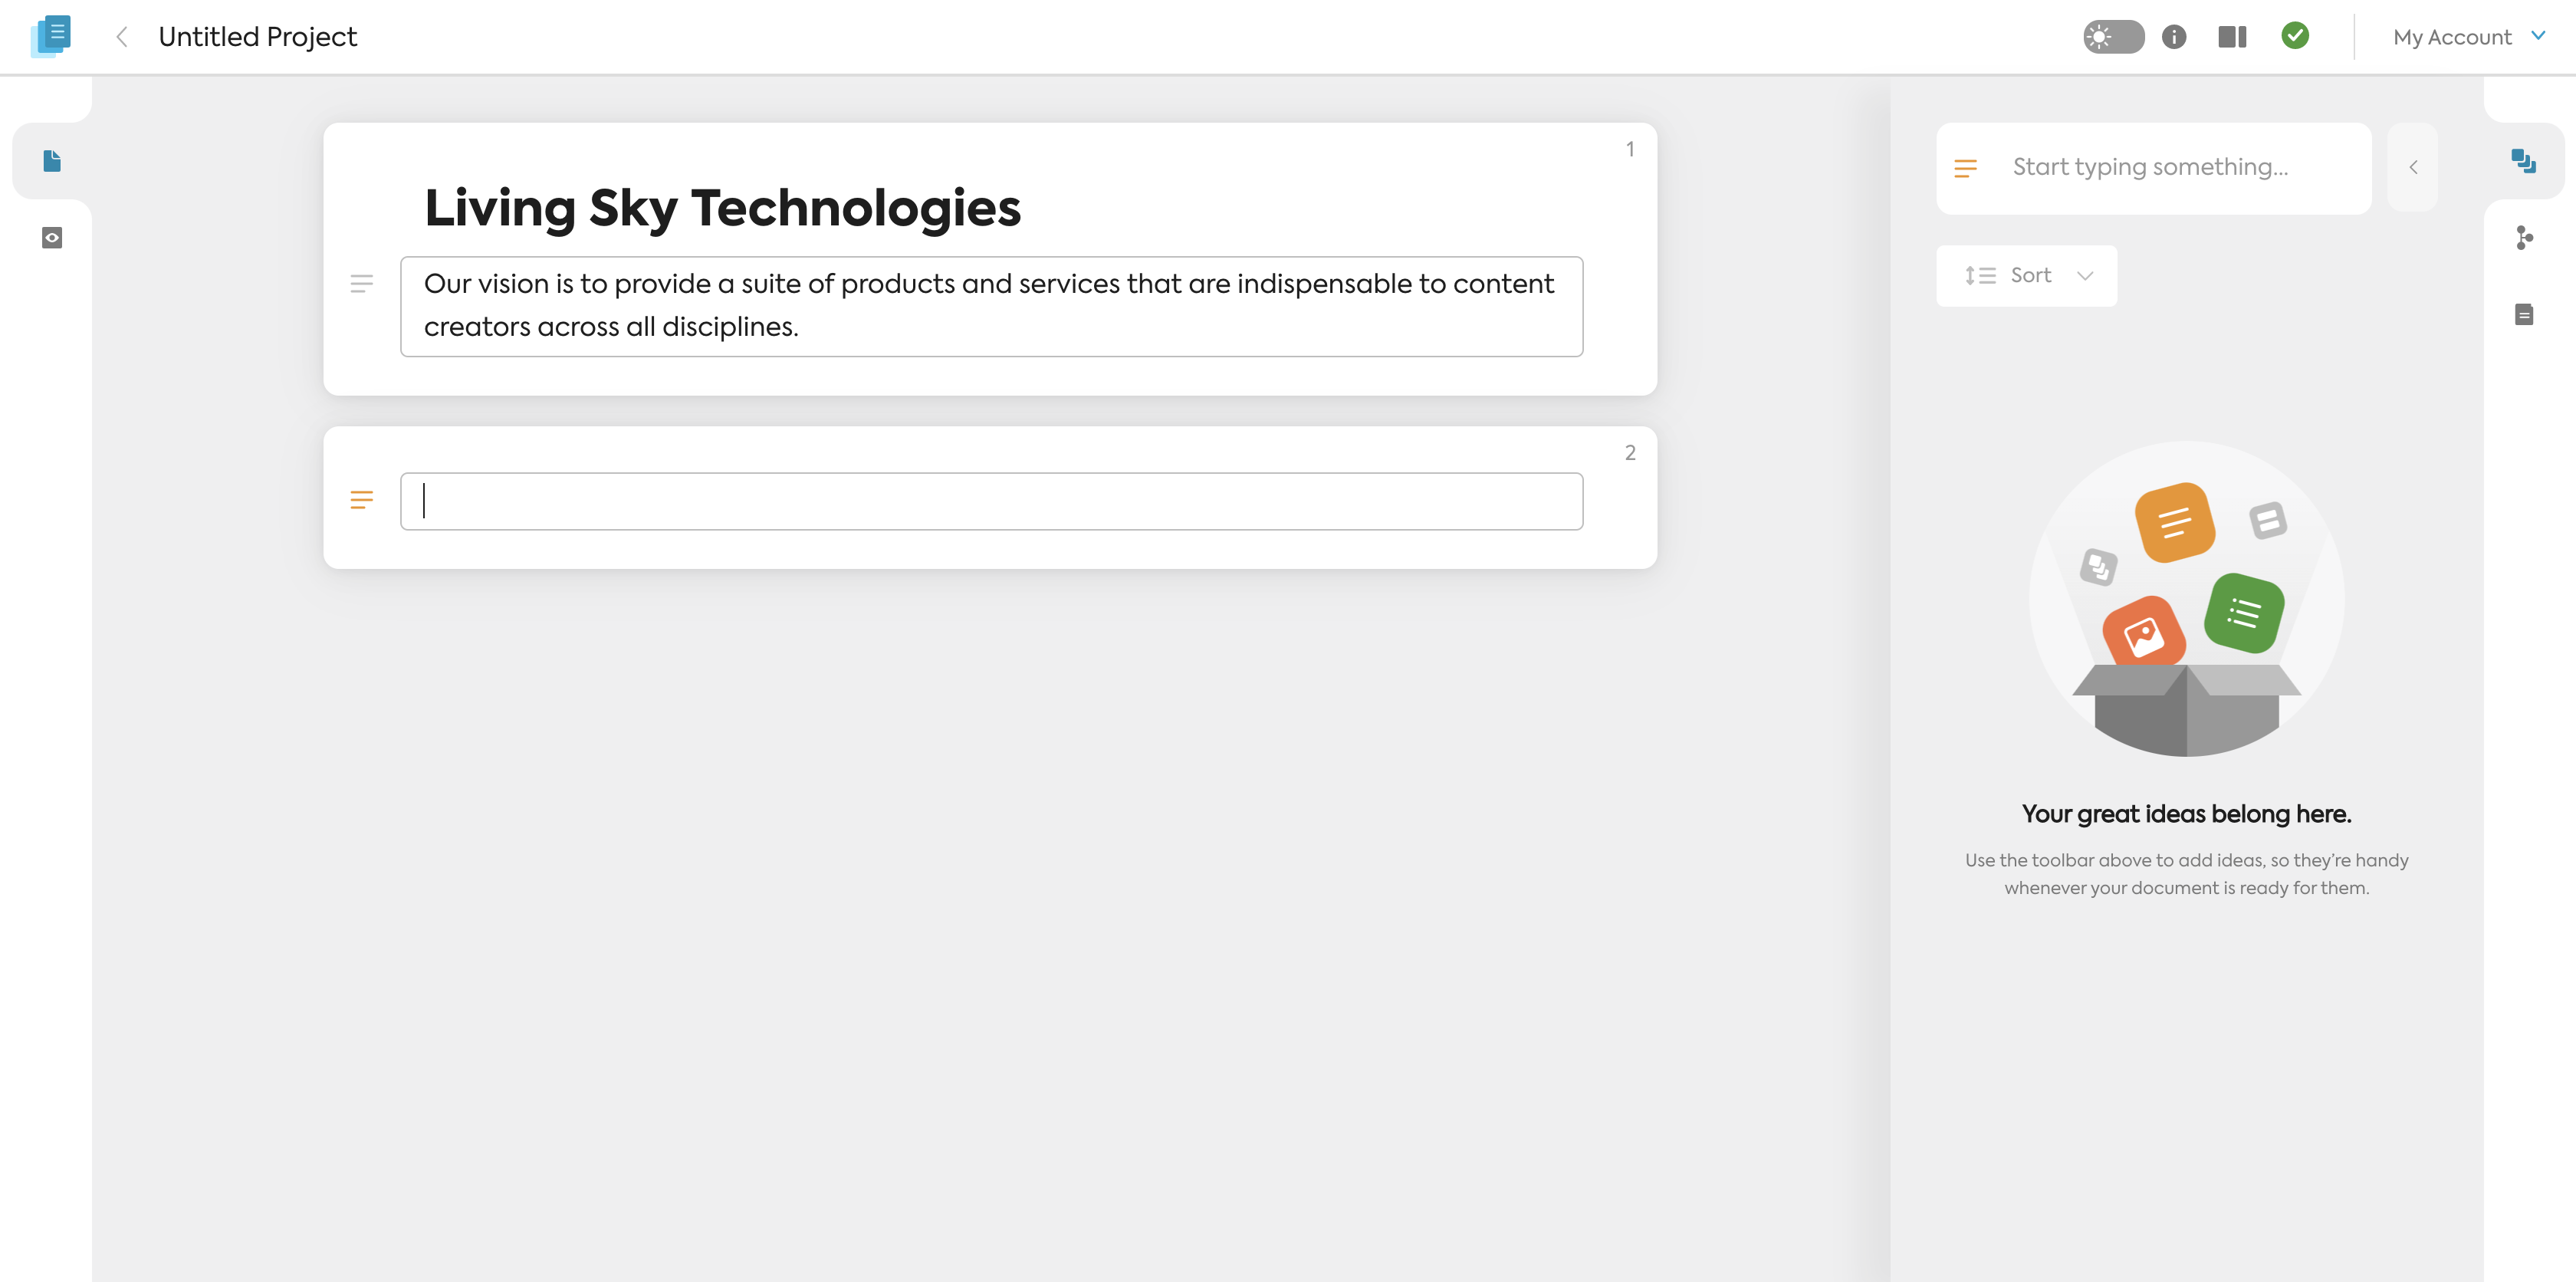 Untitled Project
My Account
1
Living Sky Technologies
Our vision is to provide a suite of products and services that are indispensable to content
creators across all disciplines.
2
Start typing something...
Sort
Your great ideas belong here.
Use the toolbar above to add ideas, so they’re handy
whenever your document is ready for them.